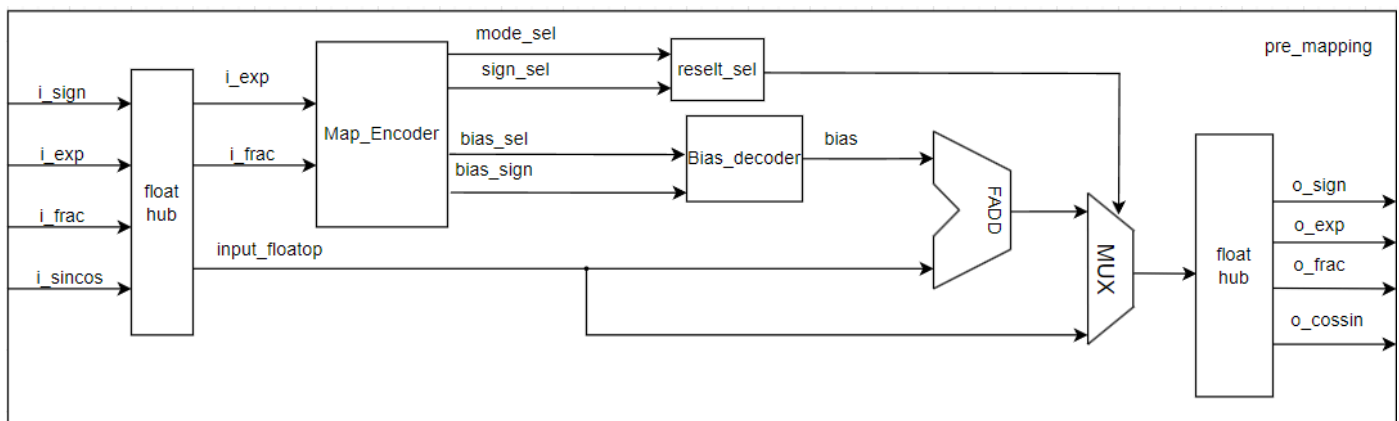 pre_mapping
i_sign
i_exp
i_frac
i_sincos
float
hub
i_exp
i_frac
input_floatop
Map_Encoder
mode_sel
sign_sel
bias_sel
bias_sign
reselt_sel
Bias_decoder
bias
FADD
MUX
float
hub
o_sign
o_exp
o_frac
o_cossin